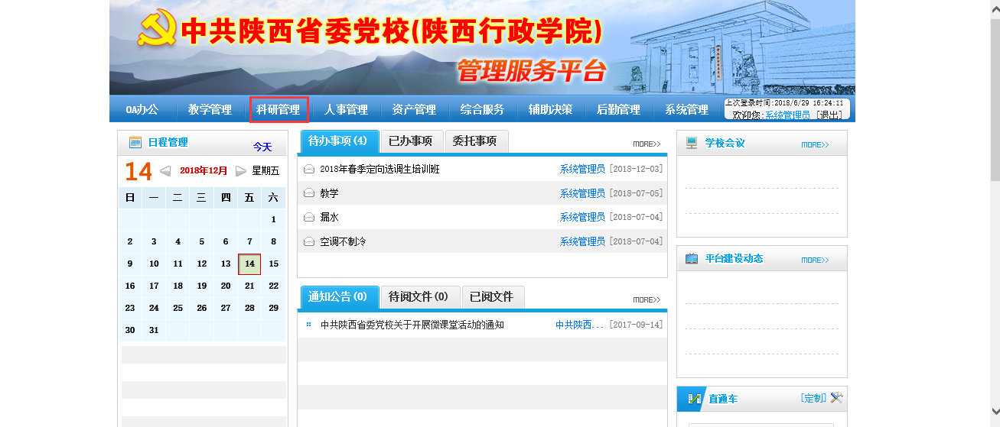 中共陕西省委党校(陕西行政学院)
管理服务平台
OA办公 教学管理 科研管理 人事管理 资产管理 综合服务 辅助决策 后勤管理 系统管理
上次登录时间:2018/6/29 16:24:11
欢迎您:系统管理员 [退出]
日程管理 今天
14 2018年12月 星期五
日 一 二 三 四 五 六
1
2 3 4 5 6 7 8
9 10 11 12 13 14 15
16 17 18 19 20 21 22
23 24 25 26 27 28 29
30 31
待办事项(4) 已办事项 委托事项 MORE>>
2018年春季定向选调生培训班 系统管理员 [2018-12-03]
教学 系统管理员 [2018-07-05]
漏水 系统管理员 [2018-07-04]
空调不制冷 系统管理员 [2018-07-04]
通知公告(0) 待阅文件(0) 已阅文件 MORE>>
中共陕西省委党校关于开展微课堂活动的通知 中共陕西... [2017-09-14]
学校会议 MORE>>
平台建设动态 MORE>>
直通车 [定制]